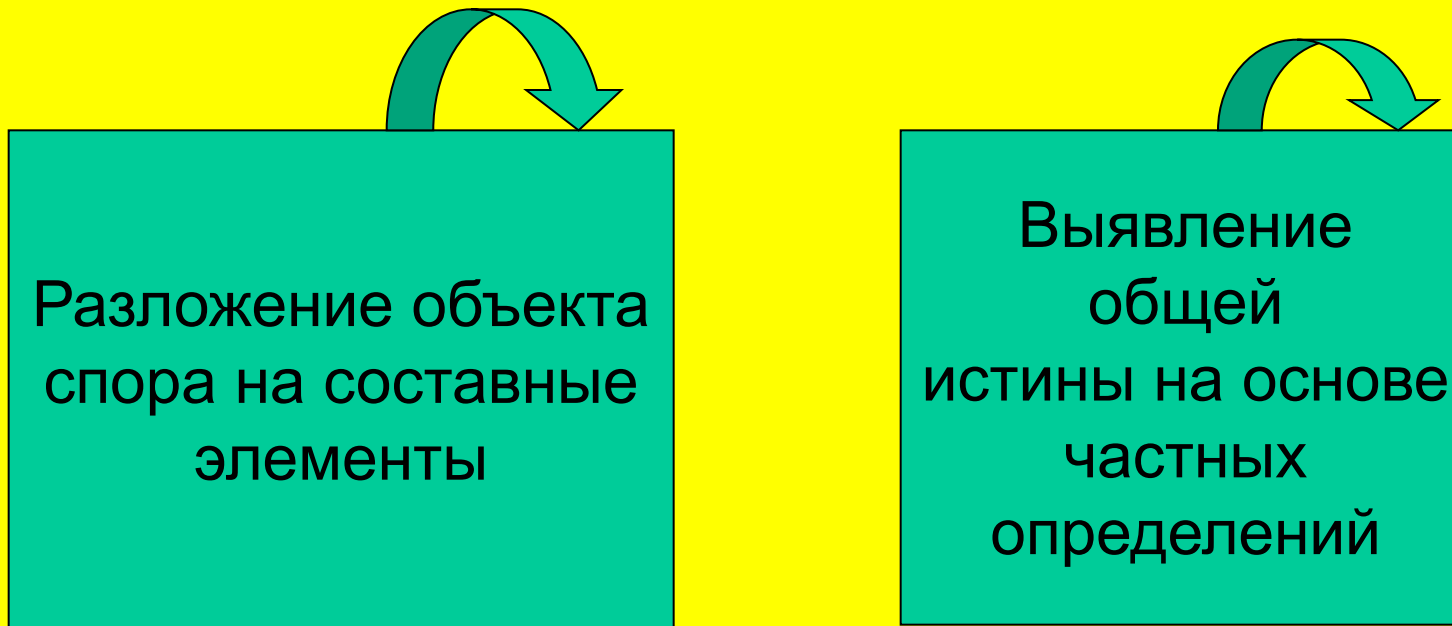 Разложение объекта
спора на составные
элементы
Выявление
общей
истины на основе
частных
определений